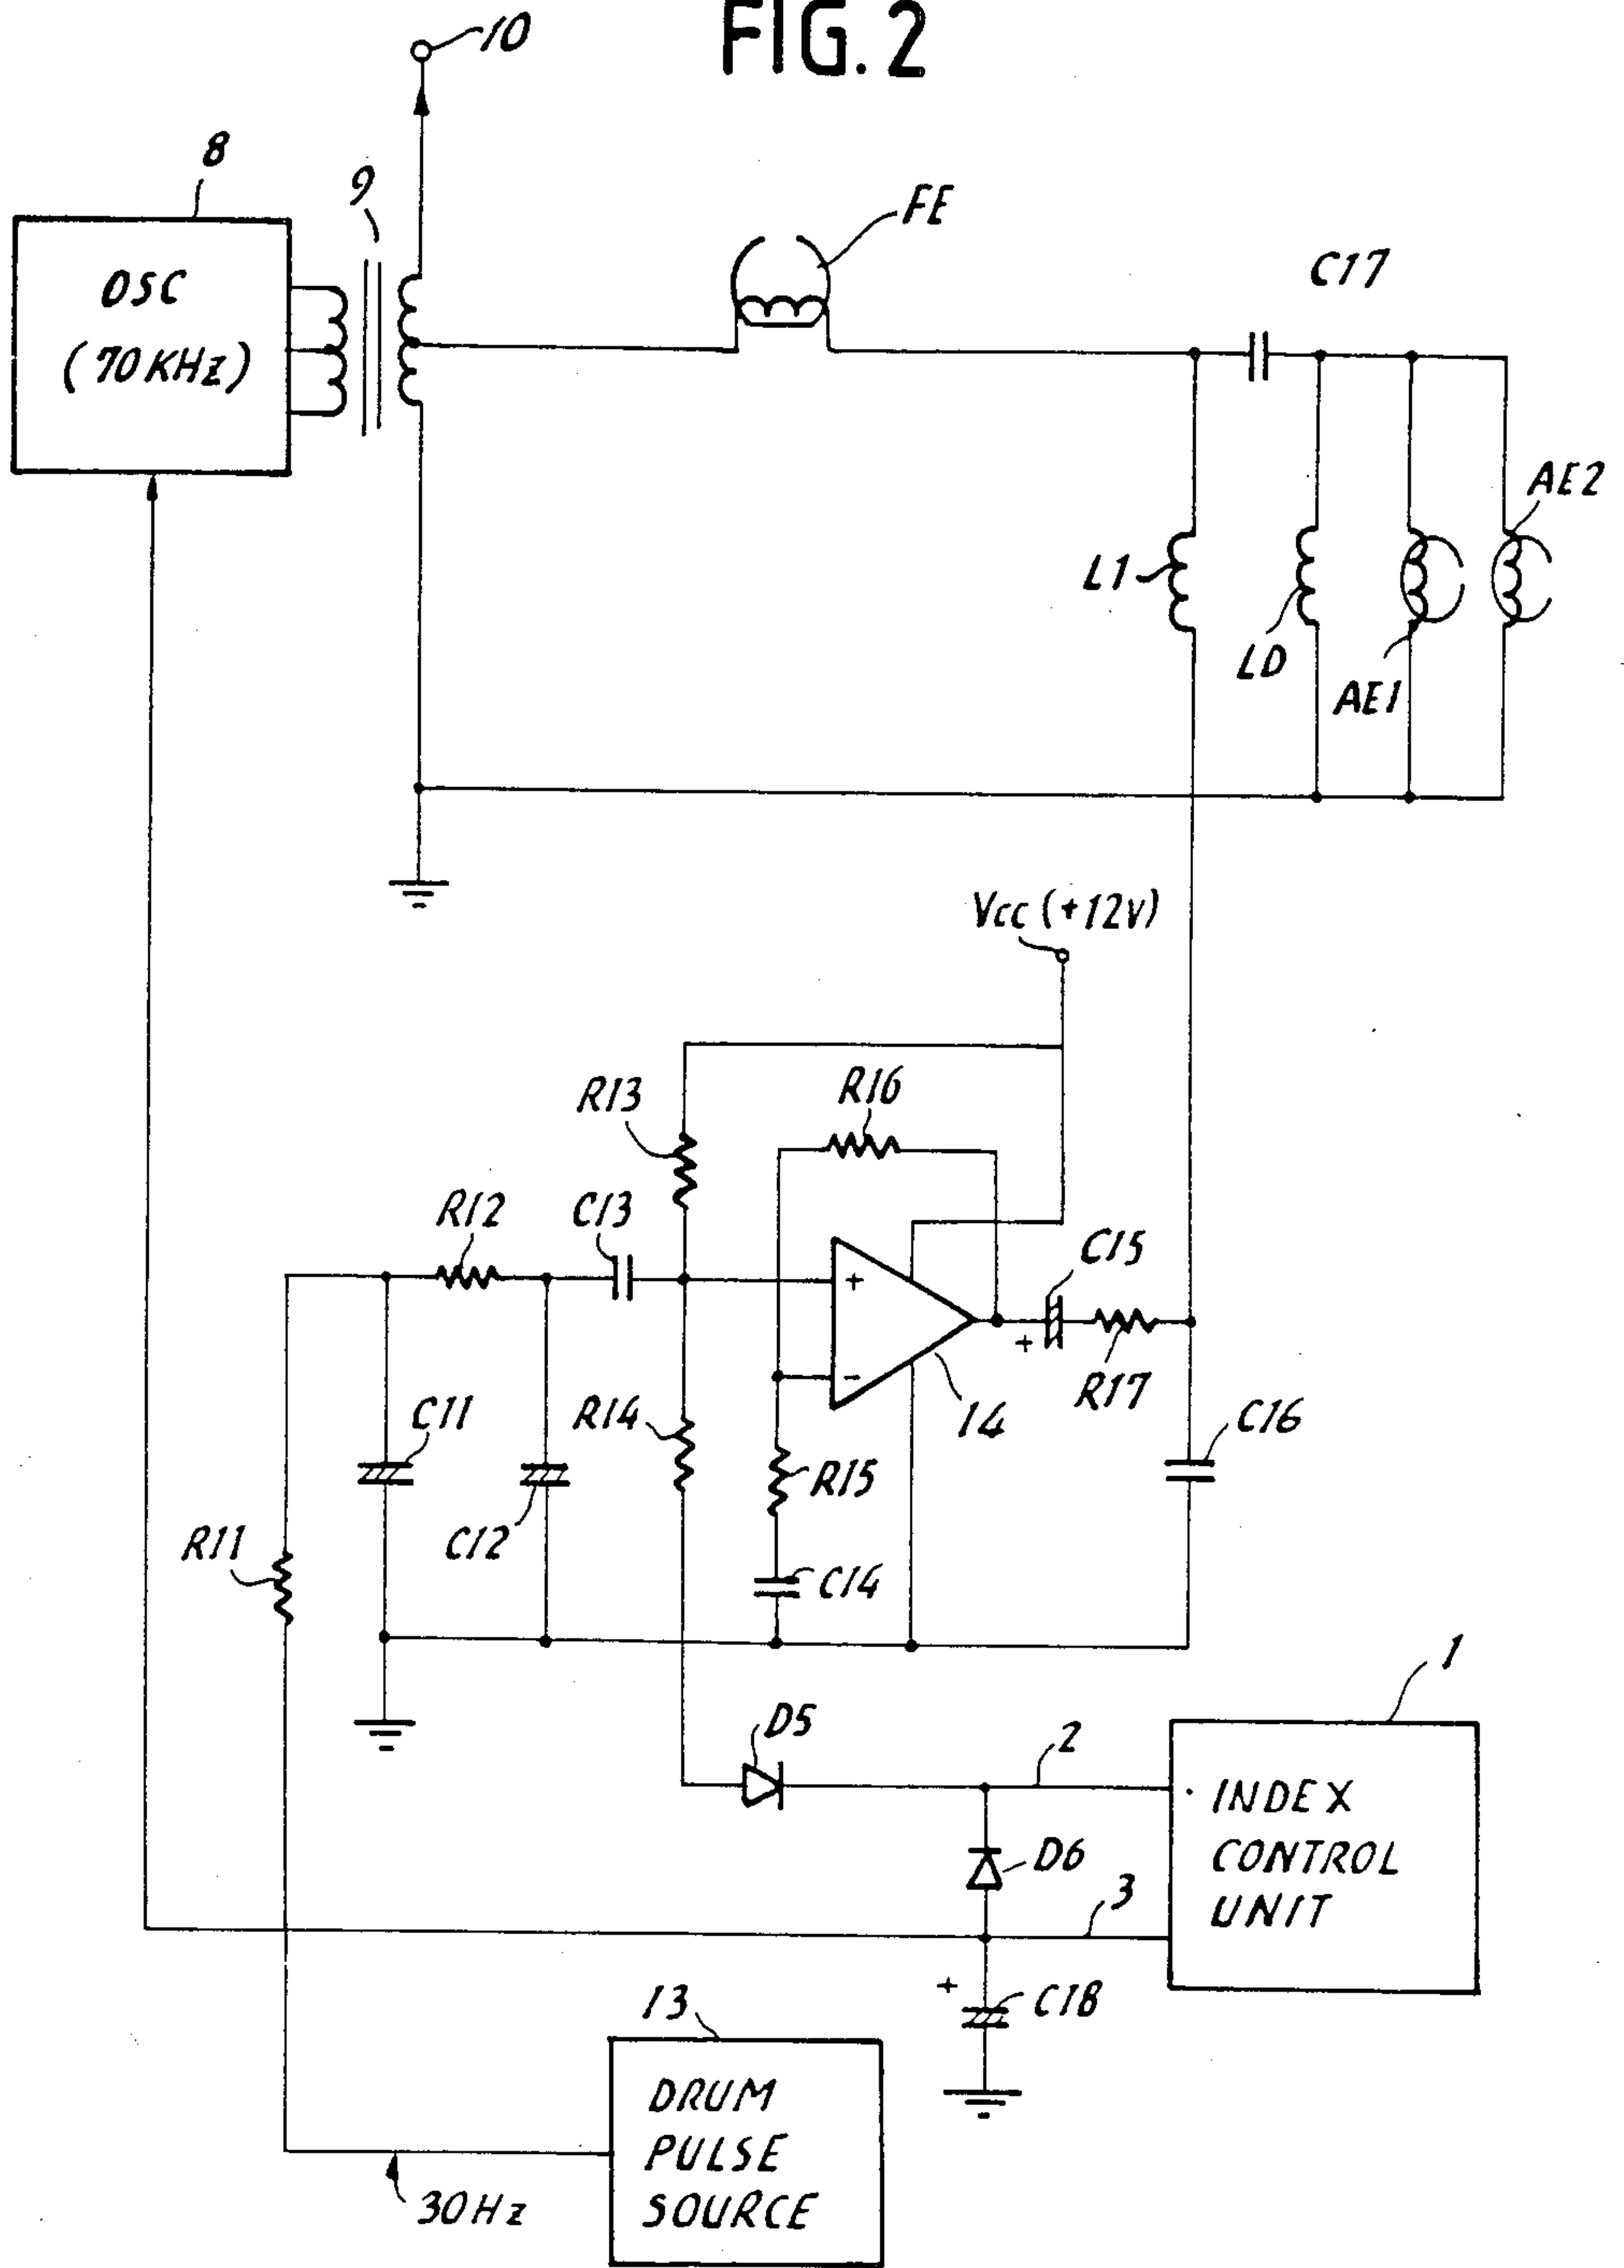 FIG. 2
10
8
9
FE
OSC
(70KHz)
C17
AE2
L1
LD
AE1
Vcc (+12V)
R13
R16
R12
C13
C15
+
-
+
R17
14
C11
R14
C16
R15
C12
R11
C14
1
D5
2
INDEX
CONTROL
UNIT
D6
3
+
C18
13
DRUM
PULSE
SOURCE
30Hz